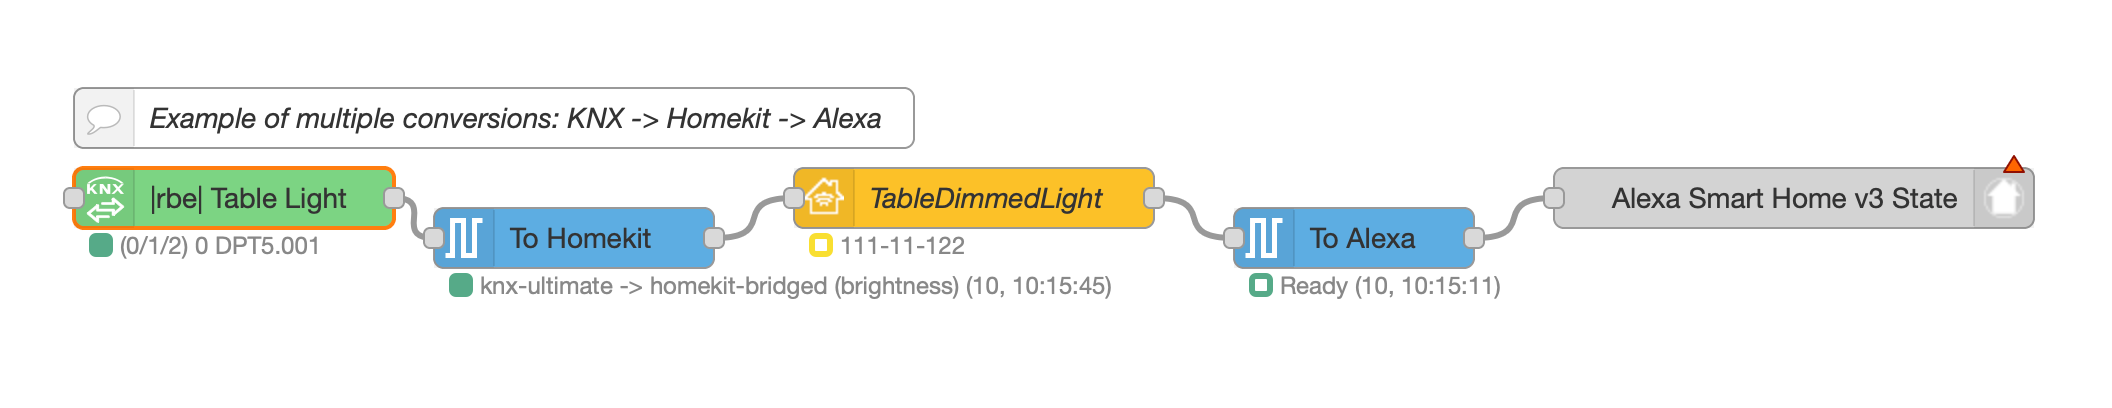 Example of multiple conversions: KNX -> Homekit -> Alexa
KNX
|rbe| Table Light
(0/1/2) 0 DPT5.001
To Homekit
knx-ultimate -> homekit-bridged (brightness) (10, 10:15:45)
TableDimmedLight
111-11-122
To Alexa
Ready (10, 10:15:11)
Alexa Smart Home v3 State